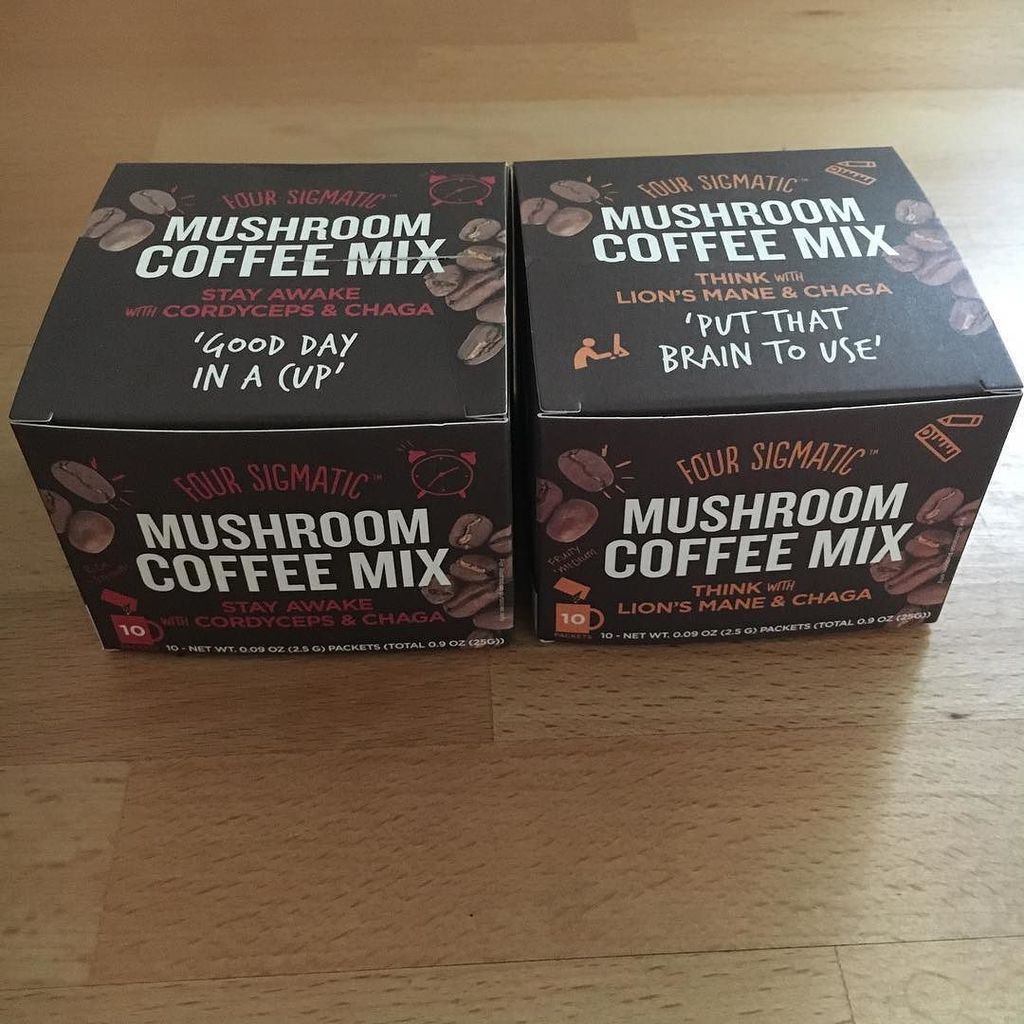 FOUR SIGMATIC™
MUSHROOM
COFFEE MIX
STAY AWAKE
WITH CORDYCEPS & CHAGA
'GOOD DAY
IN A CUP'
FOUR SIGMATIC™
MUSHROOM
COFFEE MIX
STAY AWAKE
WITH CORDYCEPS & CHAGA
10
10 - NET WT. 0.09 OZ (2.5 G) PACKETS (TOTAL 0.9 OZ (25G))
FOUR SIGMATIC™
MUSHROOM
COFFEE MIX
THINK WITH
LION'S MANE & CHAGA
'PUT THAT
BRAIN TO USE'
FOUR SIGMATIC™
MUSHROOM
COFFEE MIX
FRUITY
MEDIUM
THINK WITH
LION'S MANE & CHAGA
10
PACKETS
10 - NET WT. 0.09 OZ (2.5 G) PACKETS (TOTAL 0.9 OZ (25G))